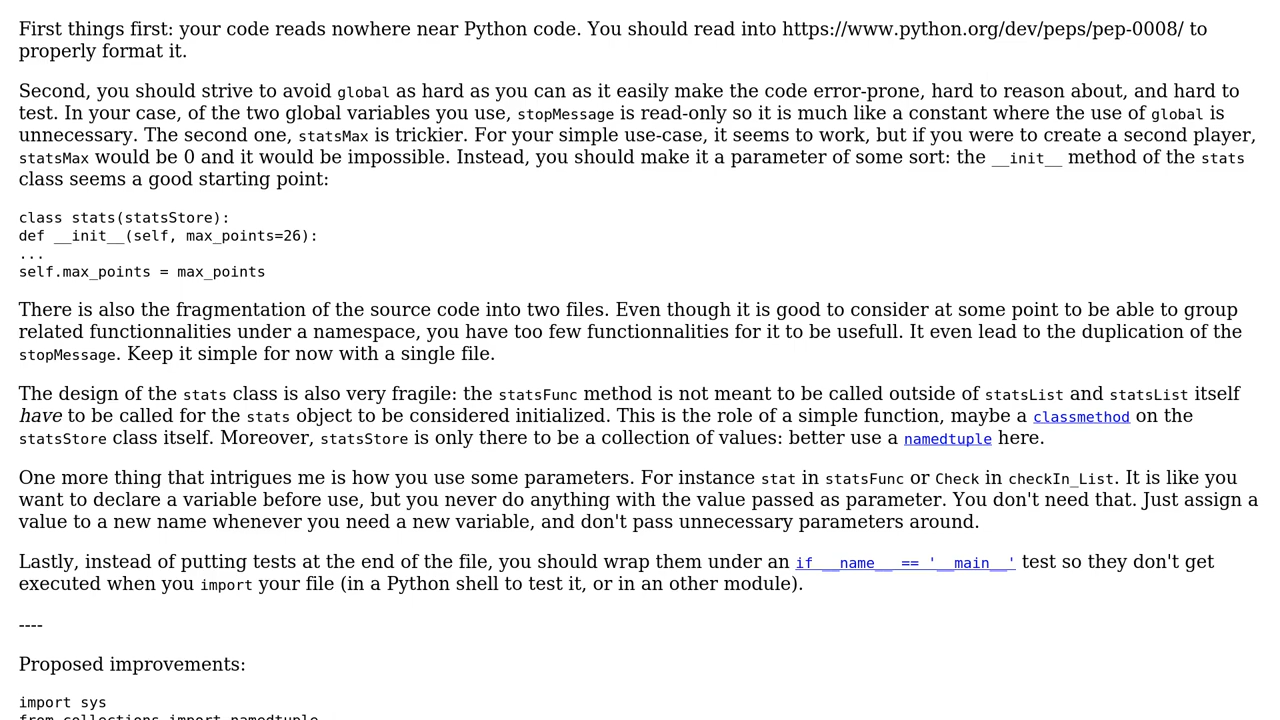 First things first: your code reads nowhere near Python code. You should read into https://www.python.org/dev/peps/pep-0008/ to
properly format it.
Second, you should strive to avoid global as hard as you can as it easily make the code error-prone, hard to reason about, and hard to
test. In your case, of the two global variables you use, stopMessage is read-only so it is much like a constant where the use of global is
unnecessary. The second one, statsMax is trickier. For your simple use-case, it seems to work, but if you were to create a second player,
statsMax would be 0 and it would be impossible. Instead, you should make it a parameter of some sort: the __init__ method of the stats
class seems a good starting point:
class stats(statsStore):
def __init__(self, max_points=26):
...
self.max_points = max_points
There is also the fragmentation of the source code into two files. Even though it is good to consider at some point to be able to group
related functionnalities under a namespace, you have too few functionnalities for it to be usefull. It even lead to the duplication of the
stopMessage. Keep it simple for now with a single file.
The design of the stats class is also very fragile: the statsFunc method is not meant to be called outside of statsList and statsList itself
have to be called for the stats object to be considered initialized. This is the role of a simple function, maybe a classmethod on the
statsStore class itself. Moreover, statsStore is only there to be a collection of values: better use a namedtuple here.
One more thing that intrigues me is how you use some parameters. For instance stat in statsFunc or Check in checkIn_List. It is like you
want to declare a variable before use, but you never do anything with the value passed as parameter. You don't need that. Just assign a
value to a new name whenever you need a new variable, and don't pass unnecessary parameters around.
Lastly, instead of putting tests at the end of the file, you should wrap them under an if __name__ == '__main__' test so they don't get
executed when you import your file (in a Python shell to test it, or in an other module).
----
Proposed improvements:
import sys
from collections import namedtuple